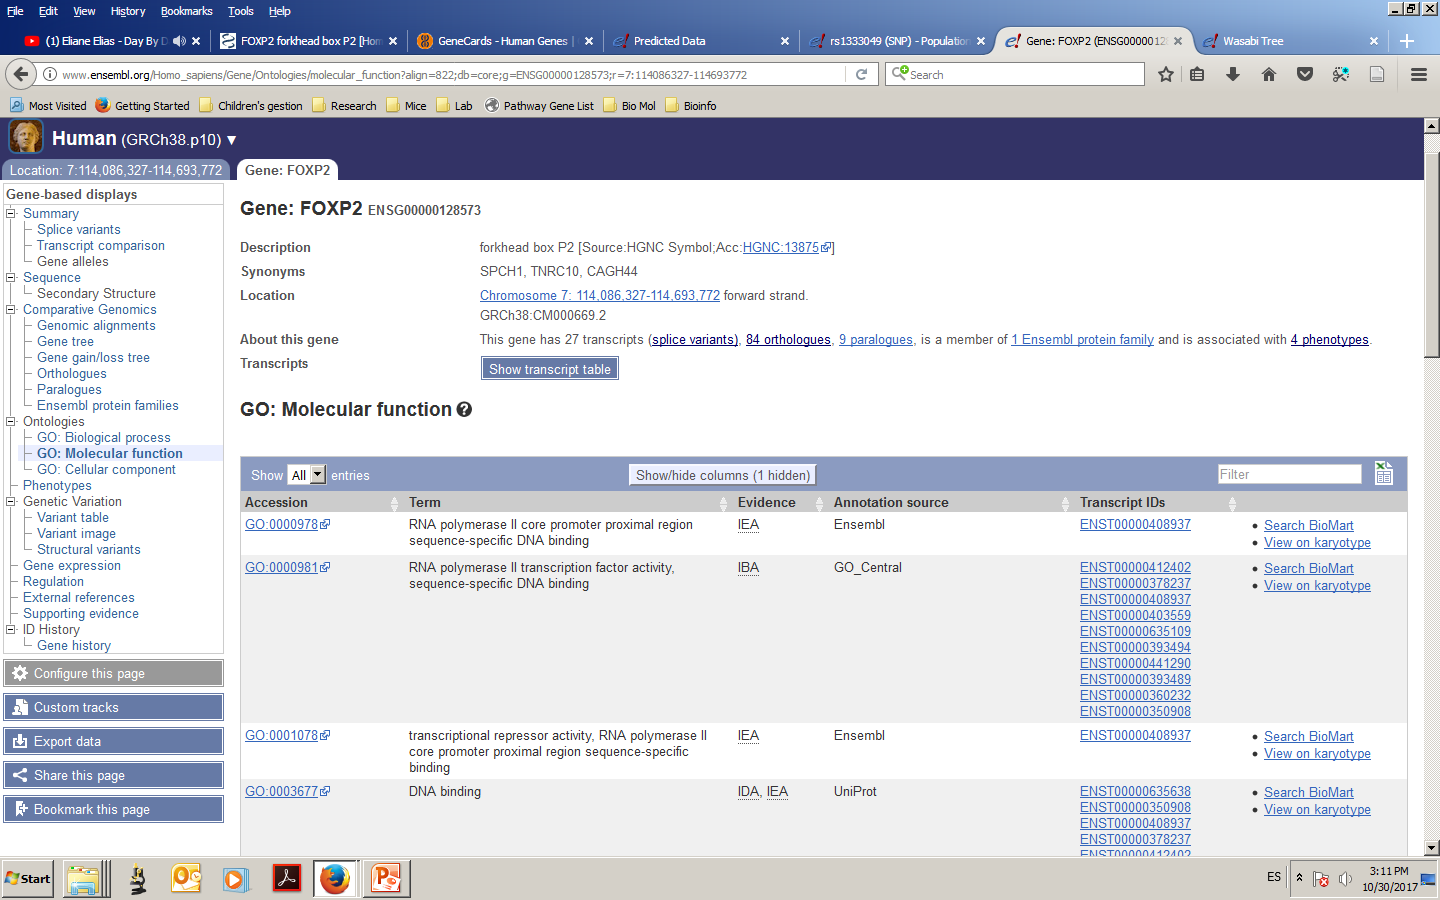 File Edit View History Bookmarks Tools Help
(1) Eliane Elias - Day By D
FOXP2 forkhead box P2 [Hom
GeneCards - Human Genes |
Predicted Data
rs1333049 (SNP) - Population
Gene: FOXP2 (ENSG00000128
Wasabi Tree
www.ensembl.org/Homo_sapiens/Gene/Ontologies/molecular_function?align=822;db=core;g=ENSG00000128573;r=7:114086327-114693772
Search
Most Visited Getting Started Children's gestion Research Mice Lab Pathway Gene List Bio Mol Bioinfo
Human (GRCh38.p10) ▼
Location: 7:114,086,327-114,693,772
Gene: FOXP2
Gene-based displays
Summary
Splice variants
Transcript comparison
Gene alleles
Sequence
Secondary Structure
Comparative Genomics
Genomic alignments
Gene tree
Gene gain/loss tree
Orthologues
Paralogues
Ensembl protein families
Ontologies
GO: Biological process
GO: Molecular function
GO: Cellular component
Phenotypes
Genetic Variation
Variant table
Variant image
Structural variants
Gene expression
Regulation
External references
Supporting evidence
ID History
Gene history
Configure this page
Custom tracks
Export data
Share this page
Bookmark this page
Gene: FOXP2 ENSG00000128573
Description forkhead box P2 [Source:HGNC Symbol;Acc:HGNC:13875]
Synonyms SPCH1, TNRC10, CAGH44
Location Chromosome 7: 114,086,327-114,693,772 forward strand.
GRCh38:CM000669.2
About this gene This gene has 27 transcripts (splice variants), 84 orthologues, 9 paralogues, is a member of 1 Ensembl protein family and is associated with 4 phenotypes.
Transcripts Show transcript table
GO: Molecular function
Show All entries Show/hide columns (1 hidden) Filter
Accession Term Evidence Annotation source Transcript IDs
GO:0000978 RNA polymerase II core promoter proximal region IEA Ensembl ENST00000408937 Search BioMart
sequence-specific DNA binding View on karyotype
GO:0000981 RNA polymerase II transcription factor activity, IBA GO_Central ENST00000412402 Search BioMart
sequence-specific DNA binding ENST00000378237 View on karyotype
ENST00000408937
ENST00000403559
ENST00000635109
ENST00000393494
ENST00000441290
ENST00000393489
ENST00000360232
ENST00000350908
GO:0001078 transcriptional repressor activity, RNA polymerase II IEA Ensembl ENST00000408937 Search BioMart
core promoter proximal region sequence-specific View on karyotype
binding
GO:0003677 DNA binding IDA, IEA UniProt ENST00000635638 Search BioMart
ENST00000350908 View on karyotype
ENST00000408937
ENST00000378237
ENST00000412402
Start
ES
3:11 PM
10/30/2017